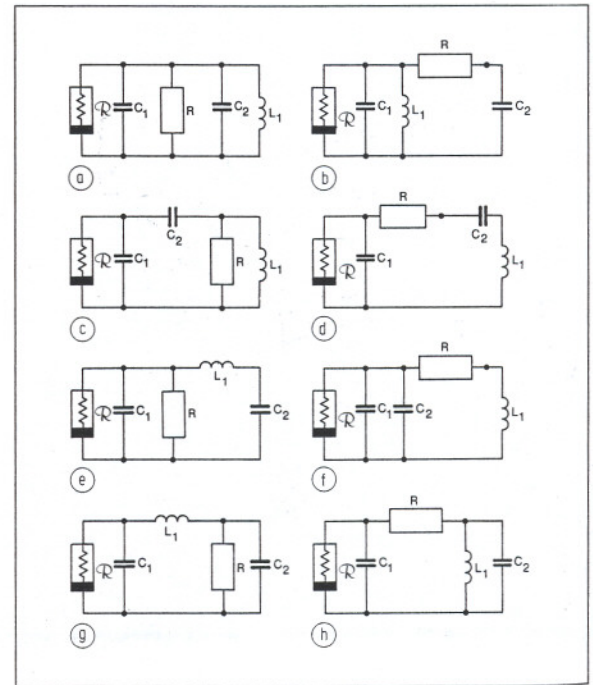 ℛ C1 R C2 L1
a
R
ℛ C1 L1 C2
b
C2
ℛ C1 R L1
c
R
C2
ℛ C1 L1
d
L1
ℛ C1 R C2
e
R
ℛ C1 C2 L1
f
L1
ℛ C1 R C2
g
R
ℛ C1 L1 C2
h